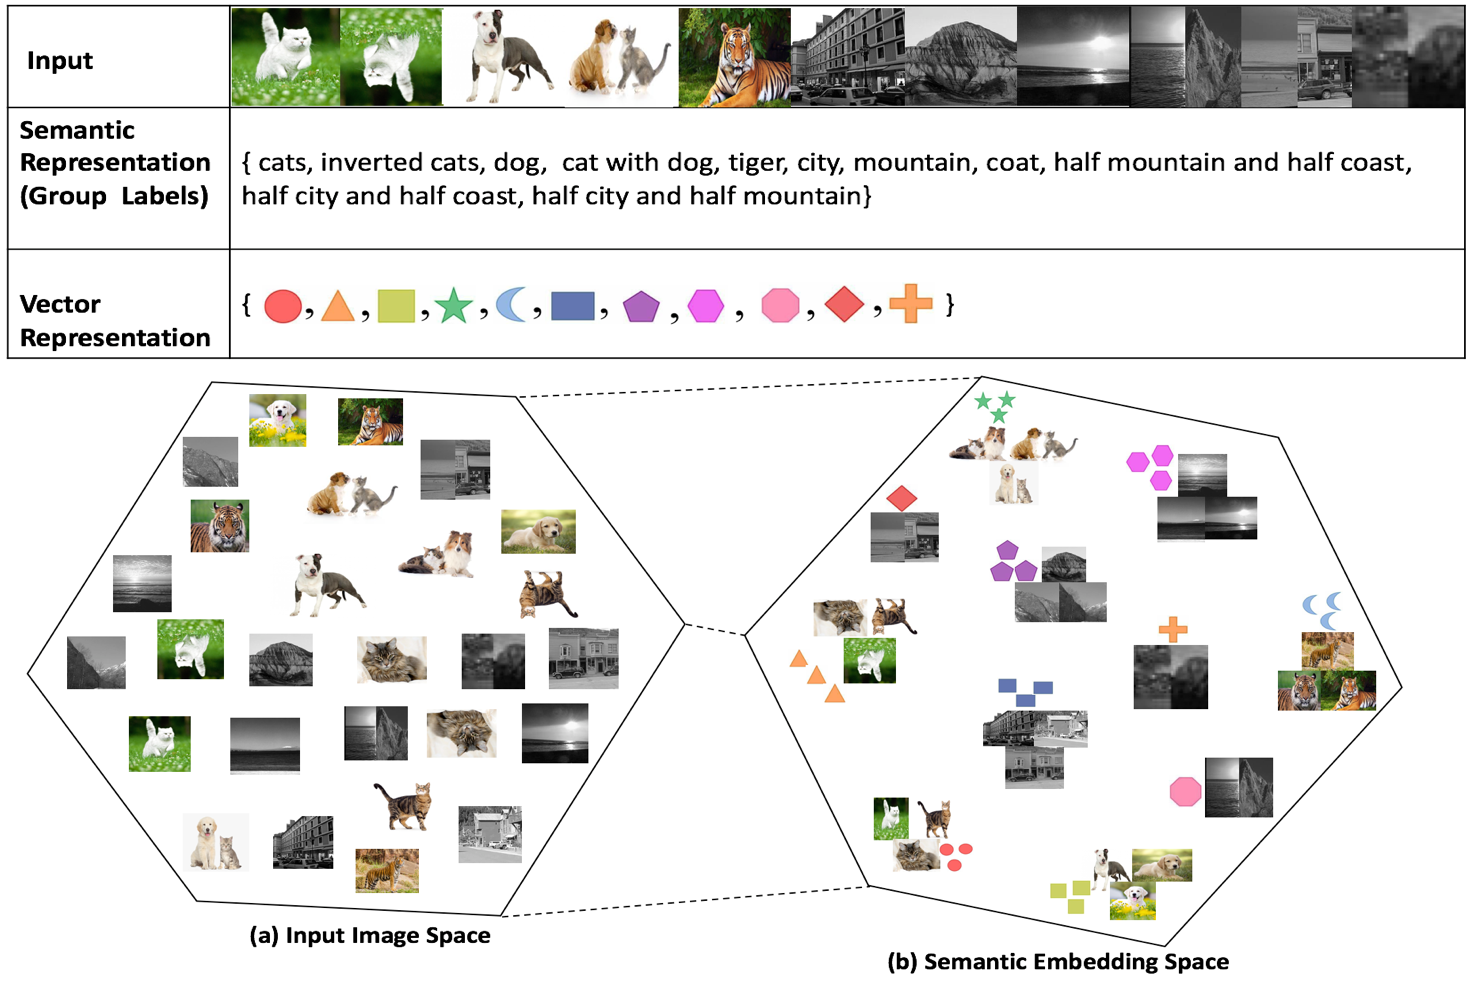 Input
Semantic
Representation
(Group Labels)
{ cats, inverted cats, dog, cat with dog, tiger, city, mountain, coat, half mountain and half coast,
half city and half coast, half city and half mountain}
Vector
Representation
{ , , , , , , , , , , }
(a) Input Image Space
(b) Semantic Embedding Space